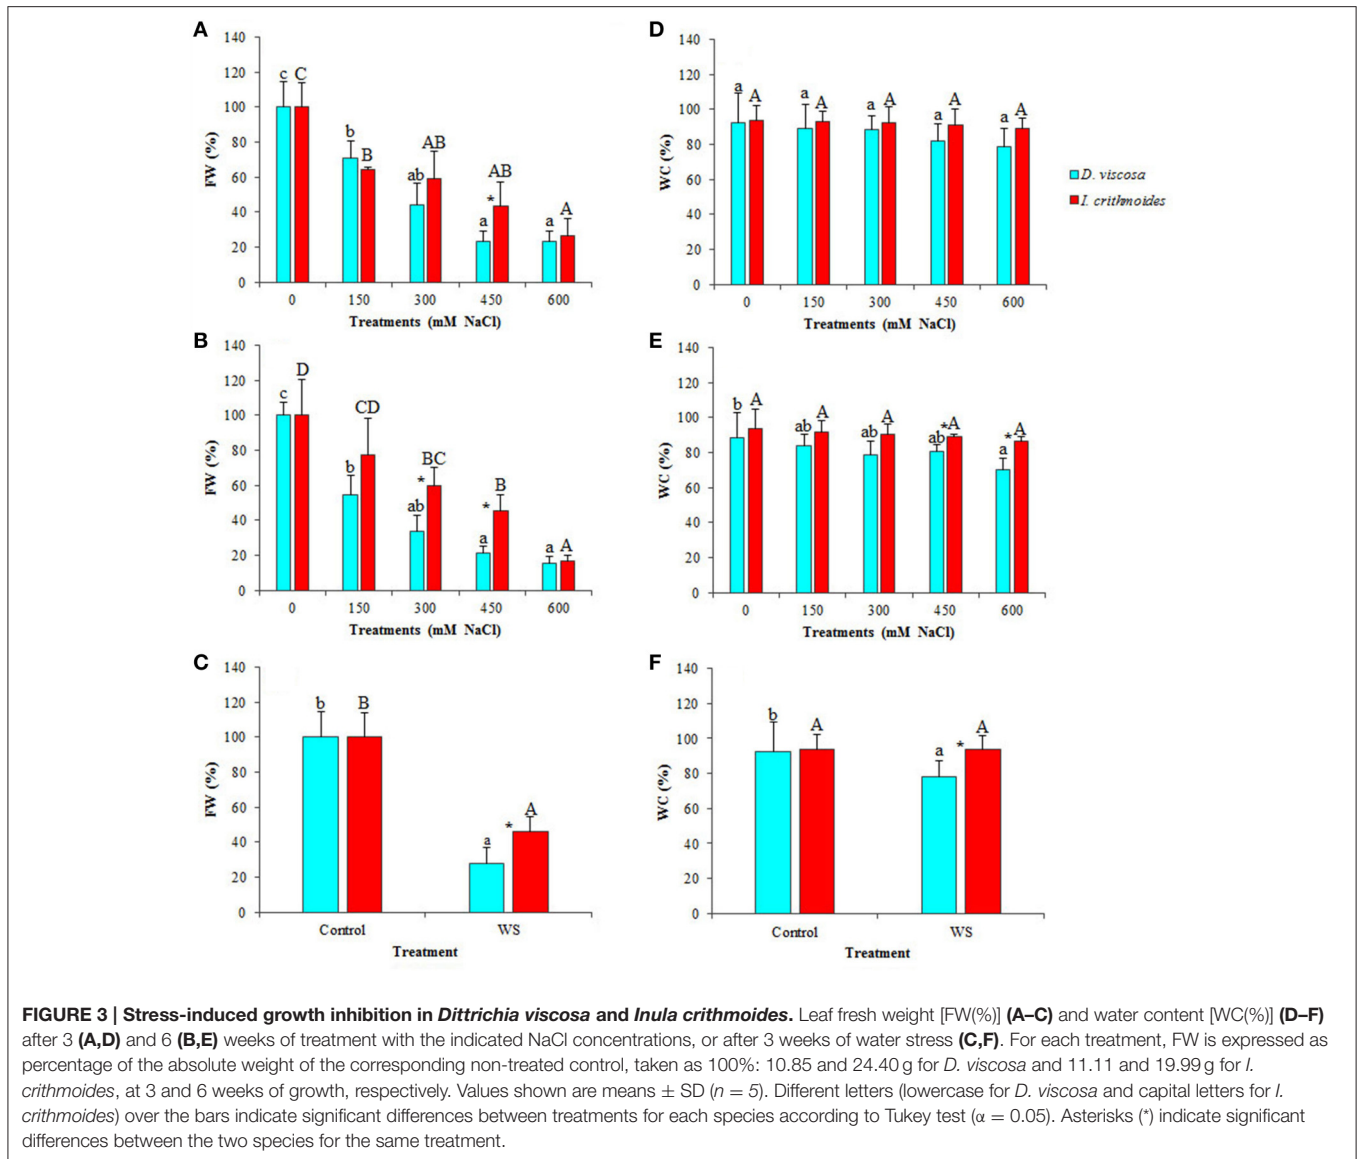 A
140
120
100
80
60
40
20
0
FW (%)
c C
b B
ab AB
a * AB
a A
0 150 300 450 600
Treatments (mM NaCl)
D
140
120
100
80
60
40
20
0
WC (%)
a A
a A
a A
a A
a A
0 150 300 450 600
Treatments (mM NaCl)
D. viscosa
I. crithmoides
B
140
120
100
80
60
40
20
0
FW (%)
c D
b CD
ab * BC
a * B
a A
0 150 300 450 600
Treatments (mM NaCl)
E
140
120
100
80
60
40
20
0
WC (%)
b A
ab A
ab A
ab *A
a * A
0 150 300 450 600
Treatments (mM NaCl)
C
140
120
100
80
60
40
20
0
FW (%)
b B
a * A
Control WS
Treatment
F
140
120
100
80
60
40
20
0
WC (%)
b A
a * A
Control WS
Treatment
FIGURE 3 | Stress-induced growth inhibition in Dittrichia viscosa and Inula crithmoides. Leaf fresh weight [FW(%)] (A–C) and water content [WC(%)] (D–F)
after 3 (A,D) and 6 (B,E) weeks of treatment with the indicated NaCl concentrations, or after 3 weeks of water stress (C,F). For each treatment, FW is expressed as
percentage of the absolute weight of the corresponding non-treated control, taken as 100%: 10.85 and 24.40 g for D. viscosa and 11.11 and 19.99 g for I.
crithmoides, at 3 and 6 weeks of growth, respectively. Values shown are means ± SD (n = 5). Different letters (lowercase for D. viscosa and capital letters for I.
crithmoides) over the bars indicate significant differences between treatments for each species according to Tukey test (α = 0.05). Asterisks (*) indicate significant
differences between the two species for the same treatment.